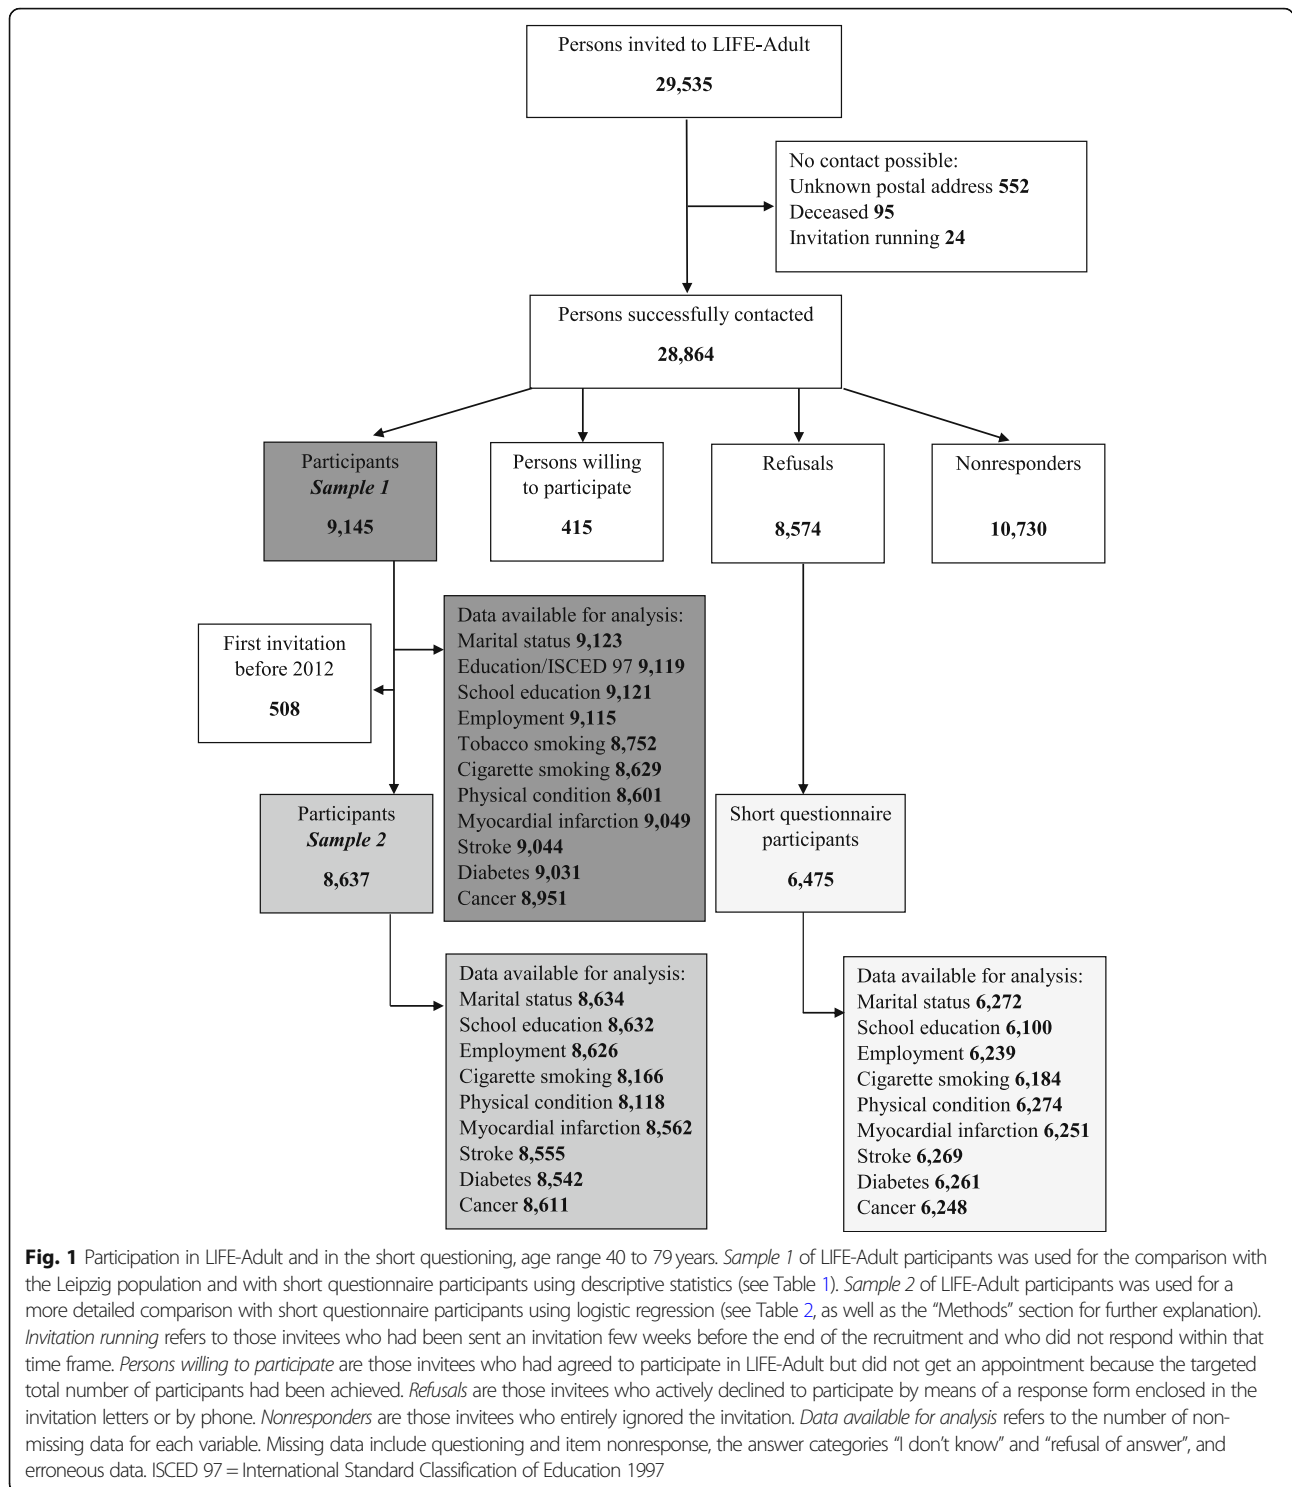 Persons invited to LIFE-Adult
29,535
No contact possible:
Unknown postal address 552
Deceased 95
Invitation running 24
Persons successfully contacted
28,864
Participants
Sample 1
9,145
Persons willing
to participate
415
Refusals
8,574
Nonresponders
10,730
First invitation
before 2012
508
Data available for analysis:
Marital status 9,123
Education/ISCED 97 9,119
School education 9,121
Employment 9,115
Tobacco smoking 8,752
Cigarette smoking 8,629
Physical condition 8,601
Myocardial infarction 9,049
Stroke 9,044
Diabetes 9,031
Cancer 8,951
Participants
Sample 2
8,637
Short questionnaire
participants
6,475
Data available for analysis:
Marital status 8,634
School education 8,632
Employment 8,626
Cigarette smoking 8,166
Physical condition 8,118
Myocardial infarction 8,562
Stroke 8,555
Diabetes 8,542
Cancer 8,611
Data available for analysis:
Marital status 6,272
School education 6,100
Employment 6,239
Cigarette smoking 6,184
Physical condition 6,274
Myocardial infarction 6,251
Stroke 6,269
Diabetes 6,261
Cancer 6,248
Fig. 1 Participation in LIFE-Adult and in the short questioning, age range 40 to 79 years. Sample 1 of LIFE-Adult participants was used for the comparison with
the Leipzig population and with short questionnaire participants using descriptive statistics (see Table 1). Sample 2 of LIFE-Adult participants was used for a
more detailed comparison with short questionnaire participants using logistic regression (see Table 2, as well as the “Methods” section for further explanation).
Invitation running refers to those invitees who had been sent an invitation few weeks before the end of the recruitment and who did not respond within that
time frame. Persons willing to participate are those invitees who had agreed to participate in LIFE-Adult but did not get an appointment because the targeted
total number of participants had been achieved. Refusals are those invitees who actively declined to participate by means of a response form enclosed in the
invitation letters or by phone. Nonresponders are those invitees who entirely ignored the invitation. Data available for analysis refers to the number of non-
missing data for each variable. Missing data include questioning and item nonresponse, the answer categories “I don’t know” and “refusal of answer”, and
erroneous data. ISCED 97 = International Standard Classification of Education 1997